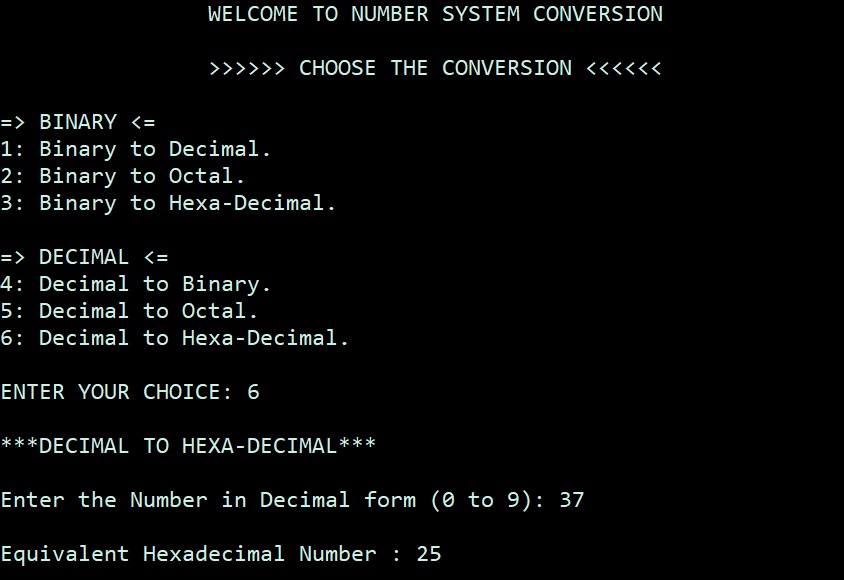 WELCOME TO NUMBER SYSTEM CONVERSION
>>>>>> CHOOSE THE CONVERSION <<<<<<
=> BINARY <=
1: Binary to Decimal.
2: Binary to Octal.
3: Binary to Hexa-Decimal.
=> DECIMAL <=
4: Decimal to Binary.
5: Decimal to Octal.
6: Decimal to Hexa-Decimal.
ENTER YOUR CHOICE: 6
***DECIMAL TO HEXA-DECIMAL***
Enter the Number in Decimal form (0 to 9): 37
Equivalent Hexadecimal Number : 25